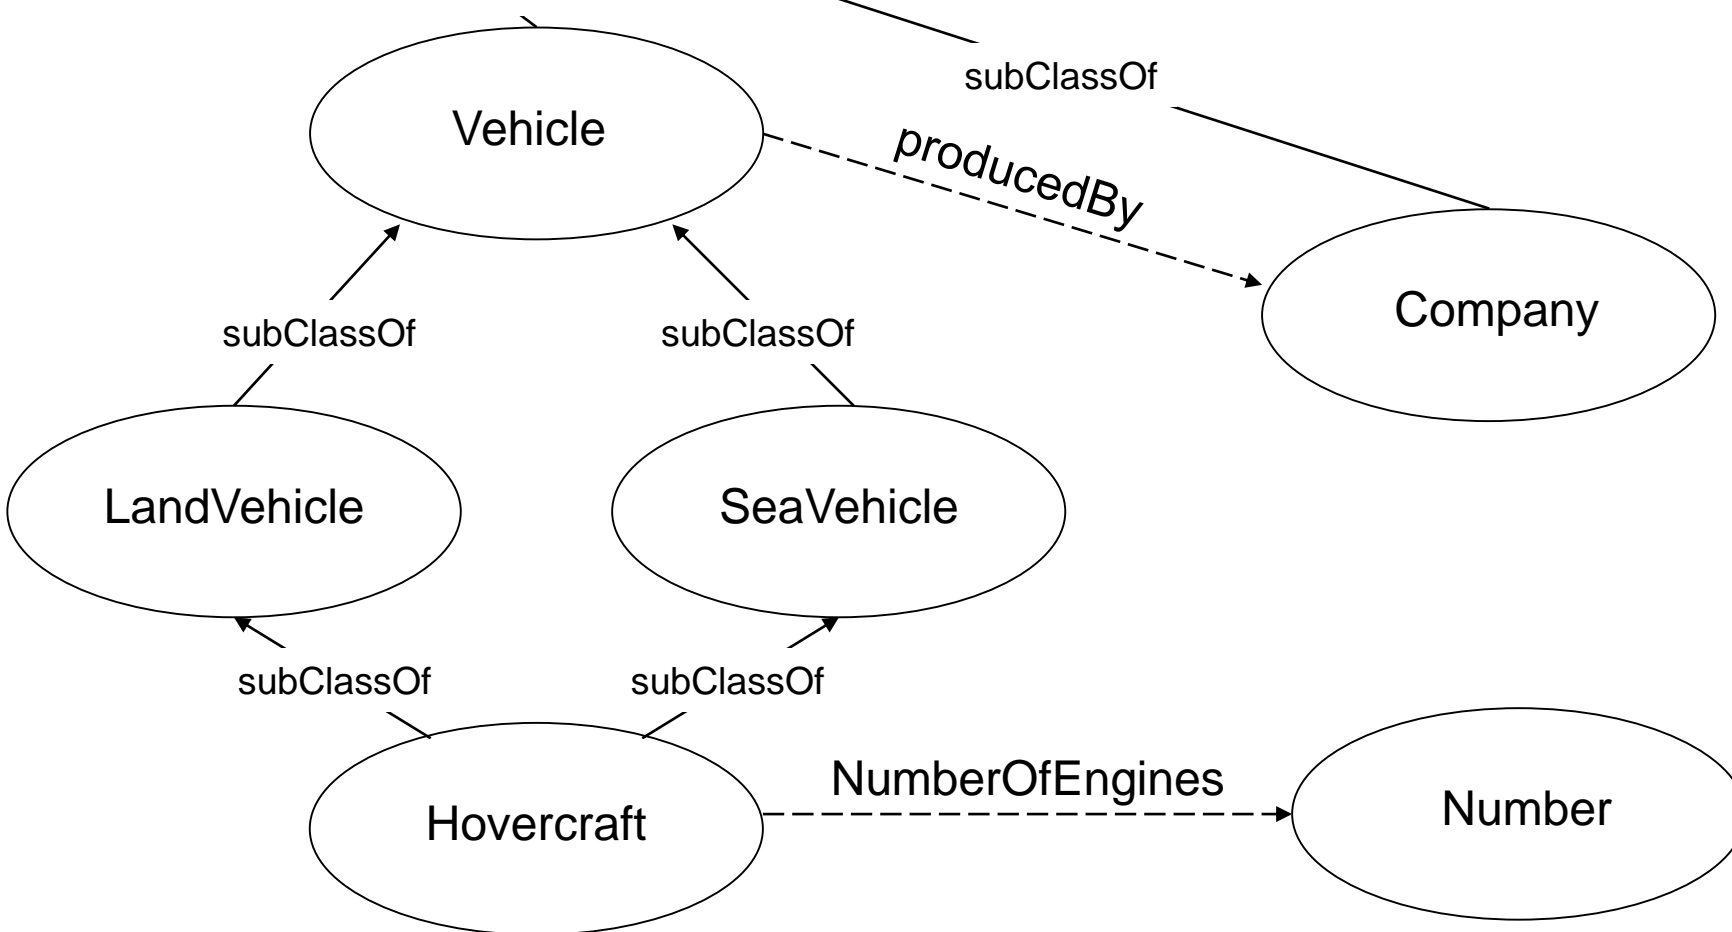 subClassOf
Vehicle
producedBy
Company
subClassOf
subClassOf
LandVehicle
SeaVehicle
subClassOf
subClassOf
NumberOfEngines
Hovercraft
Number